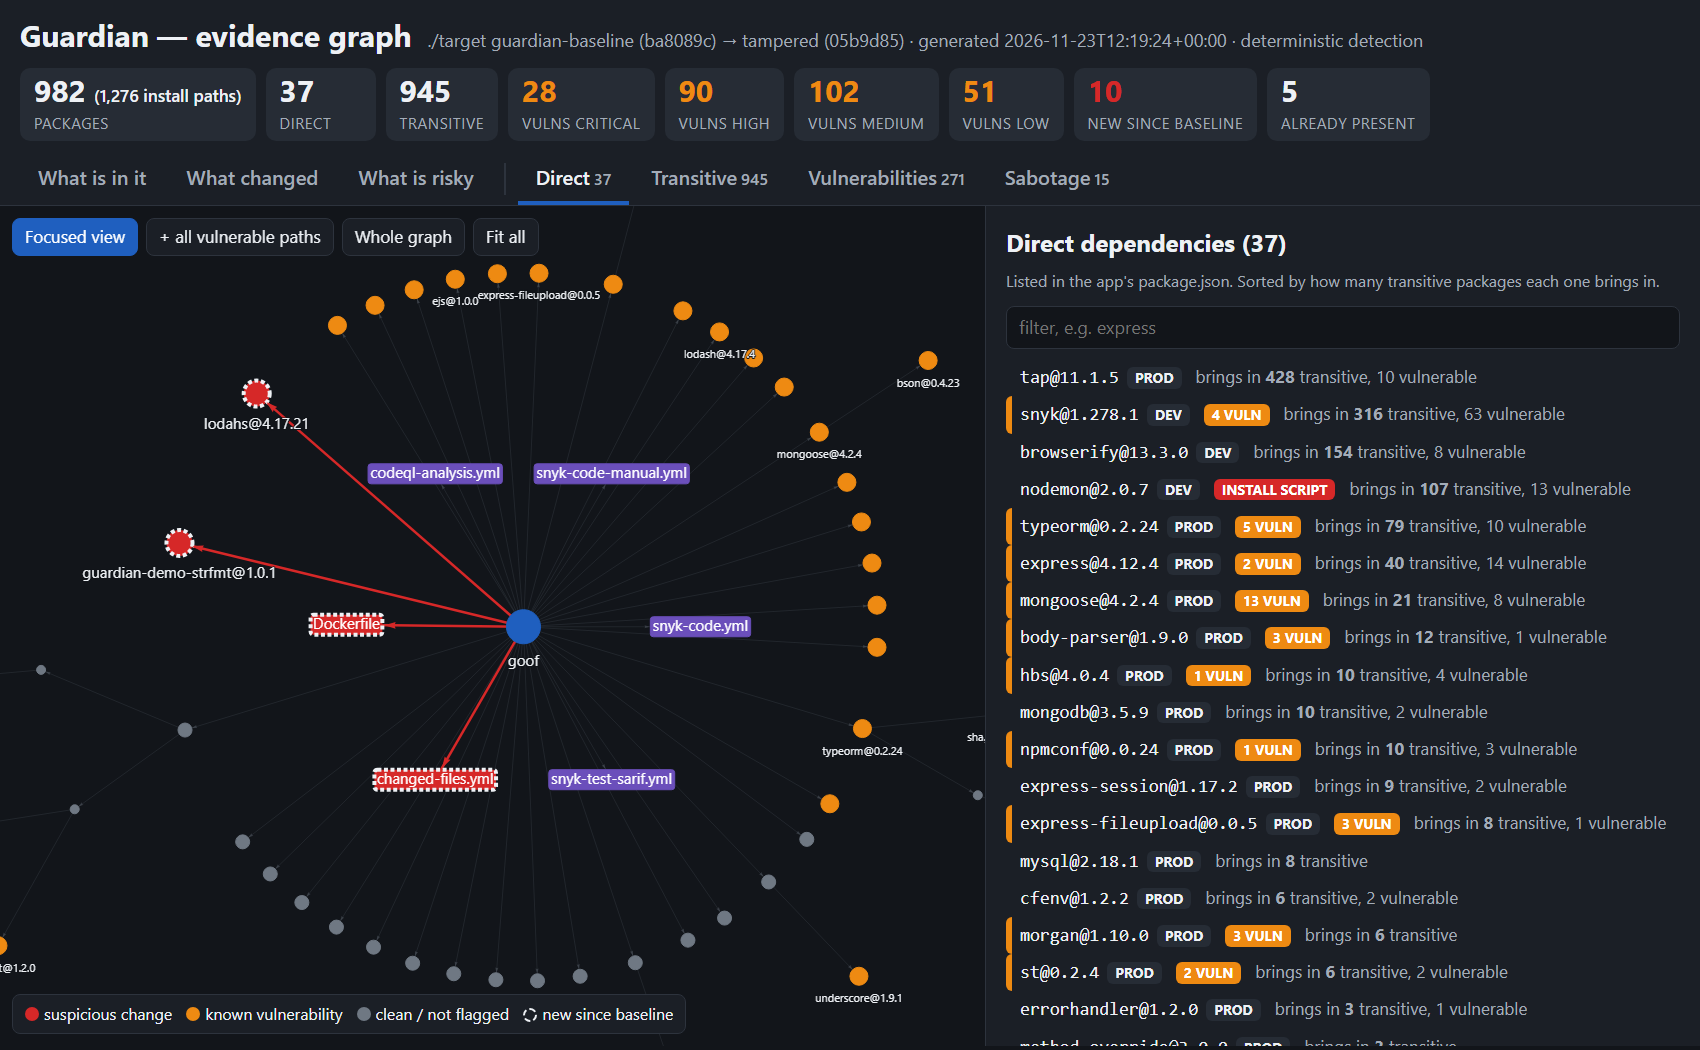 Guardian — evidence graph ./target guardian-baseline (ba8089c) → tampered (05b9d85) · generated 2026-11-23T12:19:24+00:00 · deterministic detection
982 (1,276 install paths)
PACKAGES
37
DIRECT
945
TRANSITIVE
28
VULNS CRITICAL
90
VULNS HIGH
102
VULNS MEDIUM
51
VULNS LOW
10
NEW SINCE BASELINE
5
ALREADY PRESENT
What is in it
What changed
What is risky
Direct 37
Transitive 945
Vulnerabilities 271
Sabotage 15
Focused view
+ all vulnerable paths
Whole graph
Fit all
ejs@1.0.0
express-fileupload@0.0.5
lodash@4.17.4
bson@0.4.23
lodahs@4.17.21
mongoose@4.2.4
codeql-analysis.yml
snyk-code-manual.yml
guardian-demo-strfmt@1.0.1
Dockerfile
snyk-code.yml
goof
sha.
typeorm@0.2.24
changed-files.yml
snyk-test-sarif.yml
t@1.2.0
underscore@1.9.1
suspicious change
known vulnerability
clean / not flagged
new since baseline
Direct dependencies (37)
Listed in the app's package.json. Sorted by how many transitive packages each one brings in.
filter, e.g. express
tap@11.1.5 PROD brings in 428 transitive, 10 vulnerable
snyk@1.278.1 DEV 4 VULN brings in 316 transitive, 63 vulnerable
browserify@13.3.0 DEV brings in 154 transitive, 8 vulnerable
nodemon@2.0.7 DEV INSTALL SCRIPT brings in 107 transitive, 13 vulnerable
typeorm@0.2.24 PROD 5 VULN brings in 79 transitive, 10 vulnerable
express@4.12.4 PROD 2 VULN brings in 40 transitive, 14 vulnerable
mongoose@4.2.4 PROD 13 VULN brings in 21 transitive, 8 vulnerable
body-parser@1.9.0 PROD 3 VULN brings in 12 transitive, 1 vulnerable
hbs@4.0.4 PROD 1 VULN brings in 10 transitive, 4 vulnerable
mongodb@3.5.9 PROD brings in 10 transitive, 2 vulnerable
npmconf@0.0.24 PROD 1 VULN brings in 10 transitive, 3 vulnerable
express-session@1.17.2 PROD brings in 9 transitive, 2 vulnerable
express-fileupload@0.0.5 PROD 3 VULN brings in 8 transitive, 1 vulnerable
mysql@2.18.1 PROD brings in 8 transitive
cfenv@1.2.2 PROD brings in 6 transitive, 2 vulnerable
morgan@1.10.0 PROD 3 VULN brings in 6 transitive
st@0.2.4 PROD 2 VULN brings in 6 transitive, 2 vulnerable
errorhandler@1.2.0 PROD brings in 3 transitive, 1 vulnerable